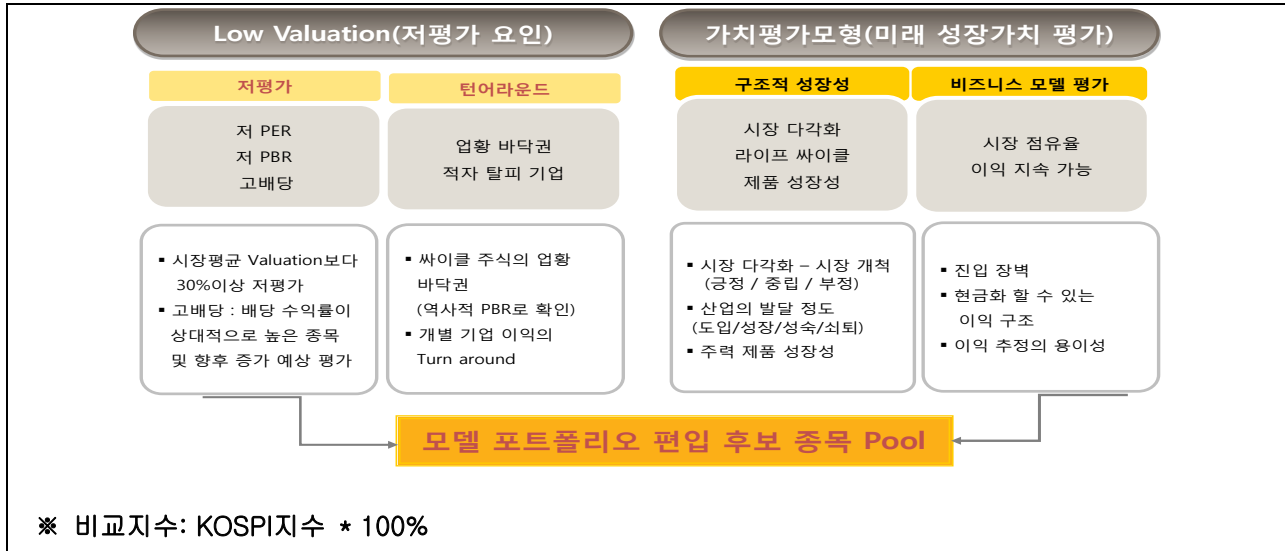 Low Valuation(저평가 요인)
저평가
턴어라운드
저 PER
저 PBR
고배당
업황 바닥권
적자 탈피 기업
▪ 시장평균 Valuation보다
30%이상 저평가
▪ 고배당 : 배당 수익률이
상대적으로 높은 종목
및 향후 증가 예상 평가
▪ 싸이클 주식의 업황
바닥권
(역사적 PBR로 확인)
▪ 개별 기업 이익의
Turn around
가치평가모형(미래 성장가치 평가)
구조적 성장성
비즈니스 모델 평가
시장 다각화
라이프 싸이클
제품 성장성
시장 점유율
이익 지속 가능
▪ 시장 다각화 – 시장 개척
(긍정 / 중립 / 부정)
▪ 산업의 발달 정도
(도입/성장/성숙/쇠퇴)
▪ 주력 제품 성장성
▪ 진입 장벽
▪ 현금화 할 수 있는
이익 구조
▪ 이익 추정의 용이성
모델 포트폴리오 편입 후보 종목 Pool
※ 비교지수: KOSPI지수 * 100%